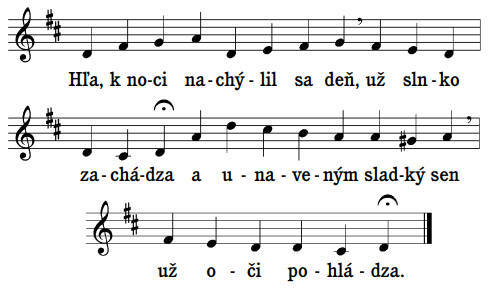 Hľa, k no-ci na-chý-lil sa deň, už sln-ko
za-chá-dza a u-na-ve-ným slad-ký sen
už o-či po-hlá-dza.